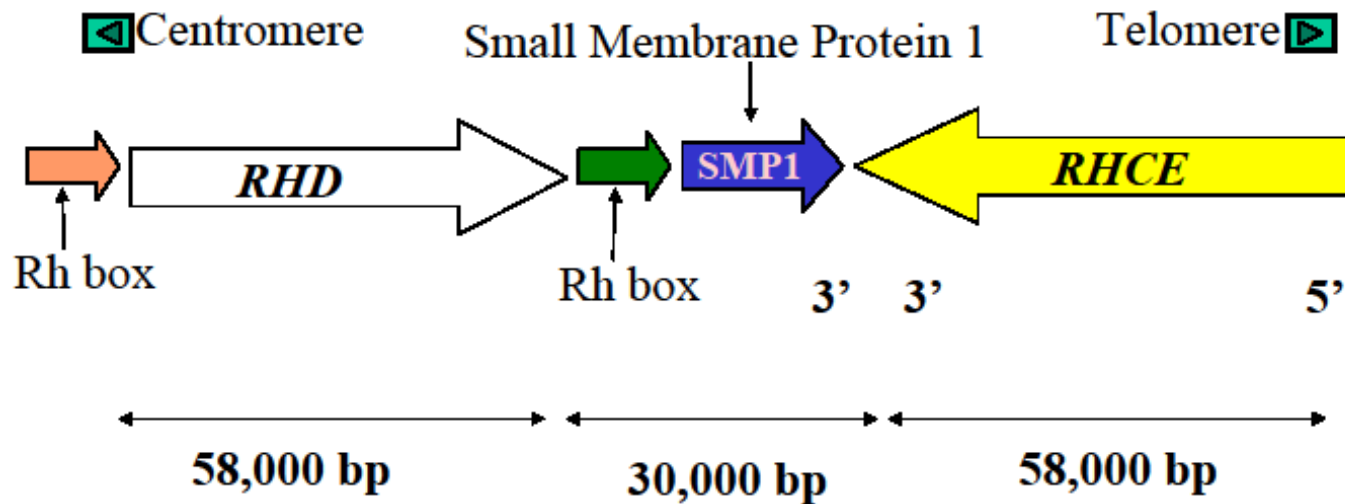 Centromere
Small Membrane Protein 1
Telomere
RHD
SMP1
RHCE
Rh box
Rh box
3’
3’
5’
58,000 bp
30,000 bp
58,000 bp